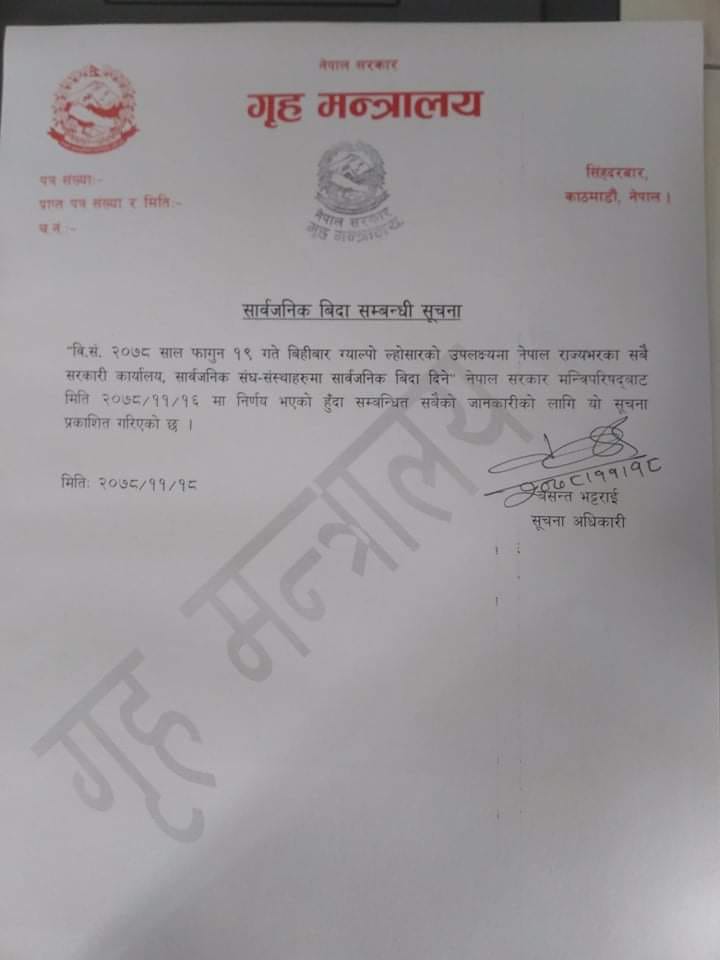 नेपाल सरकार
गृह मन्त्रालय
सिंहदरबार,
काठमाडौं, नेपाल ।
पत्र संख्याः-
प्राप्त पत्र संख्या र मितिः-
च.नं.:-
नेपाल सरकार
गृह मन्त्रालय
सार्वजनिक बिदा सम्बन्धी सूचना
"बि.सं. २०७८ साल फागुन १९ गते बिहीबार ग्याल्पो ल्होसारको उपलक्ष्यमा नेपाल राज्यभरका सबै
सरकारी कार्यालय, सार्वजनिक संघ-संस्थाहरुमा सार्वजनिक बिदा दिने" नेपाल सरकार मन्त्रिपरिषद्‌बाट
मिति २०७८/११/१६ मा निर्णय भएको हुँदा सम्बन्धित सबैको जानकारीको लागि यो सूचना
प्रकाशित गरिएको छ ।
मितिः २०७८/११/१८
२०७८।११।१८
बसन्त भट्टराई
सूचना अधिकारी
गृह मन्त्रालय